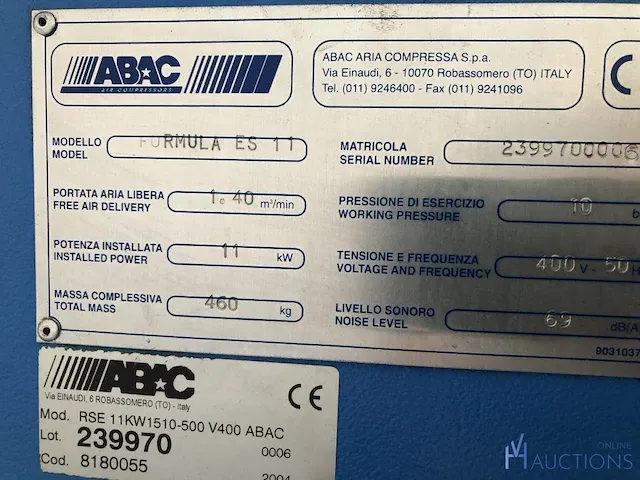 ABAC
AIR COMPRESSORS
ABAC ARIA COMPRESSA S.p.a.
Via Einaudi, 6 - 10070 Robassomero (TO) ITALY
Tel. (011) 9246400 - Fax (011) 9241096
MODELLO
MODEL
FORMULA ES 11
MATRICOLA
SERIAL NUMBER
2399700006
PORTATA ARIA LIBERA
FREE AIR DELIVERY
1.40 m³/min
PRESSIONE DI ESERCIZIO
WORKING PRESSURE
10 b
POTENZA INSTALLATA
INSTALLED POWER
11 kW
TENSIONE E FREQUENZA
VOLTAGE AND FREQUENCY
400 V - 50 H
MASSA COMPLESSIVA
TOTAL MASS
460 kg
LIVELLO SONORO
NOISE LEVEL
69 dB(A)
9031037
ABAC
Via EINAUDI, 6 ROBASSOMERO (TO) - Italy
CE
Mod. RSE 11KW1510-500 V400 ABAC
Lot. 239970 0006
Cod. 8180055
2004
ONLINE
AUCTIONS